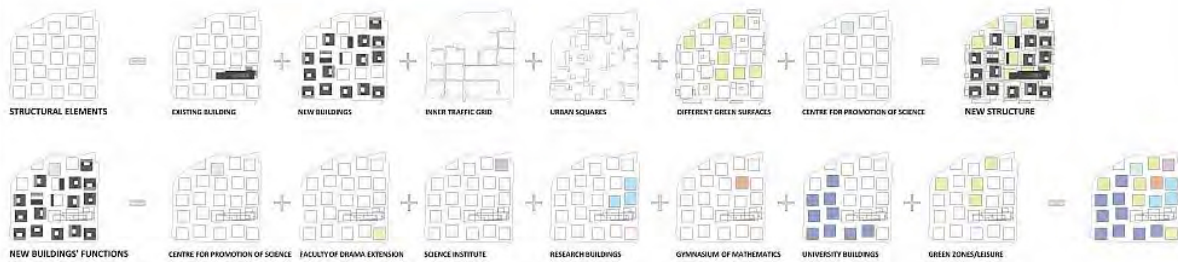 STRUCTURAL ELEMENTS
EXISTING BUILDING
NEW BUILDINGS
INNER TRAFFIC GRID
URBAN SQUARES
DIFFERENT GREEN SURFACES
CENTRE FOR PROMOTION OF SCIENCE
NEW STRUCTURE
NEW BUILDINGS' FUNCTIONS
CENTRE FOR PROMOTION OF SCIENCE
FACULTY OF DRAMA EXTENSION
SCIENCE INSTITUTE
RESEARCH BUILDINGS
GYMNASIUM OF MATHEMATICS
UNIVERSITY BUILDINGS
GREEN ZONES/LEISURE